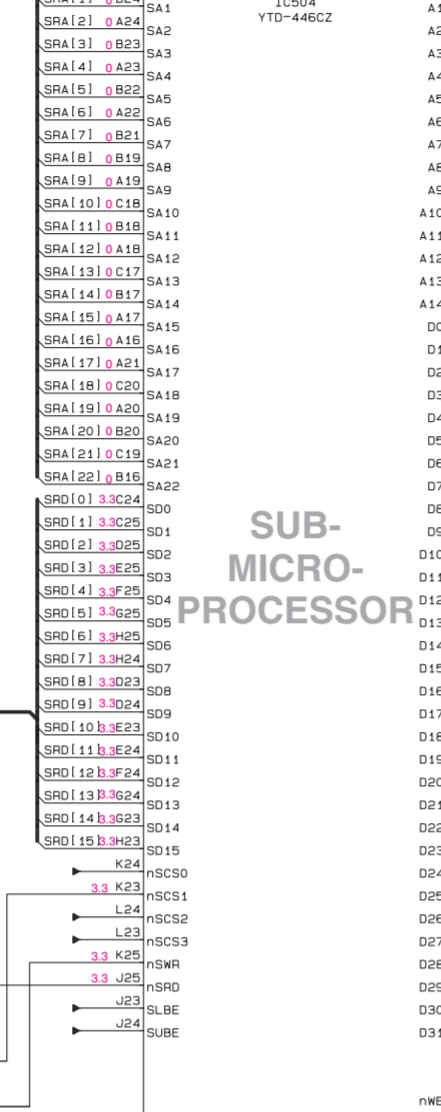 SRA[1] 0 B24 SA1 IC504 A1
SRA[2] 0 A24 SA2 YTD-446CZ A2
SRA[3] 0 B23 SA3 A3
SRA[4] 0 A23 SA4 A4
SRA[5] 0 B22 SA5 A5
SRA[6] 0 A22 SA6 A6
SRA[7] 0 B21 SA7 A7
SRA[8] 0 B19 SA8 A8
SRA[9] 0 A19 SA9 A9
SRA[10] 0 C18 SA10 A10
SRA[11] 0 B18 SA11 A11
SRA[12] 0 A18 SA12 A12
SRA[13] 0 C17 SA13 A13
SRA[14] 0 B17 SA14 A14
SRA[15] 0 A17 SA15 D0
SRA[16] 0 A16 SA16 D1
SRA[17] 0 A21 SA17 D2
SRA[18] 0 C20 SA18 D3
SRA[19] 0 A20 SA19 D4
SRA[20] 0 B20 SA20 D5
SRA[21] 0 C19 SA21 D6
SRA[22] 0 B16 SA22 D7
SRD[0] 3.3 C24 SD0 D8
SRD[1] 3.3 C25 SD1 D9
SRD[2] 3.3 D25 SD2 D10
SRD[3] 3.3 E25 SD3 D11
SRD[4] 3.3 F25 SD4 D12
SRD[5] 3.3 G25 SD5 D13
SRD[6] 3.3 H25 SD6 D14
SRD[7] 3.3 H24 SD7 D15
SRD[8] 3.3 D23 SD8 D16
SRD[9] 3.3 D24 SD9 D17
SRD[10] 3.3 E23 SD10 D18
SRD[11] 3.3 E24 SD11 D19
SRD[12] 3.3 F24 SD12 D20
SRD[13] 3.3 G24 SD13 D21
SRD[14] 3.3 G23 SD14 D22
SRD[15] 3.3 H23 SD15 D23
K24 nSCS0 D24
3.3 K23 nSCS1 D25
L24 nSCS2 D26
L23 nSCS3 D27
3.3 K25 nSWR D28
3.3 J25 nSRD D29
J23 SLBE D30
J24 SUBE D31
nWE
SUB-
MICRO-
PROCESSOR